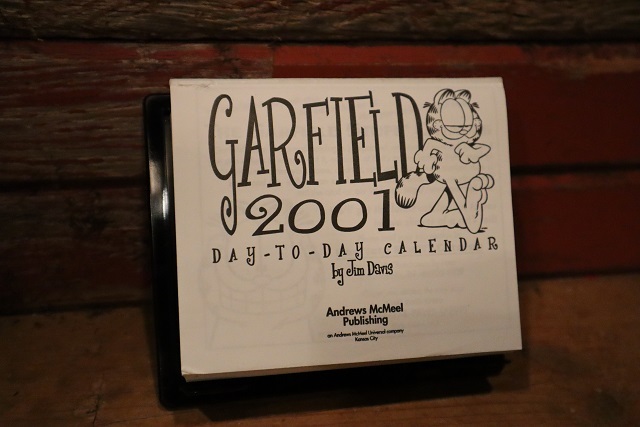 GARFIELD
2001
DAY-TO-DAY CALENDAR
by Jim Davis
Andrews McMeel
Publishing
an Andrews McMeel Universal company
Kansas City